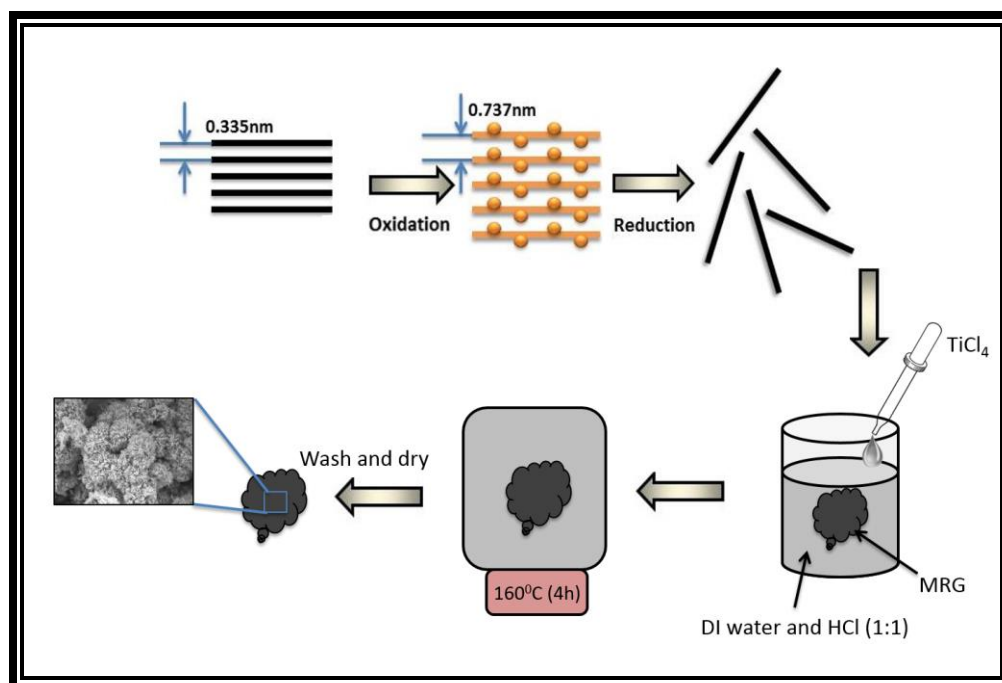 0.335nm
Oxidation
0.737nm
Reduction
TiCl₄
MRG
DI water and HCl (1:1)
160⁰C (4h)
Wash and dry